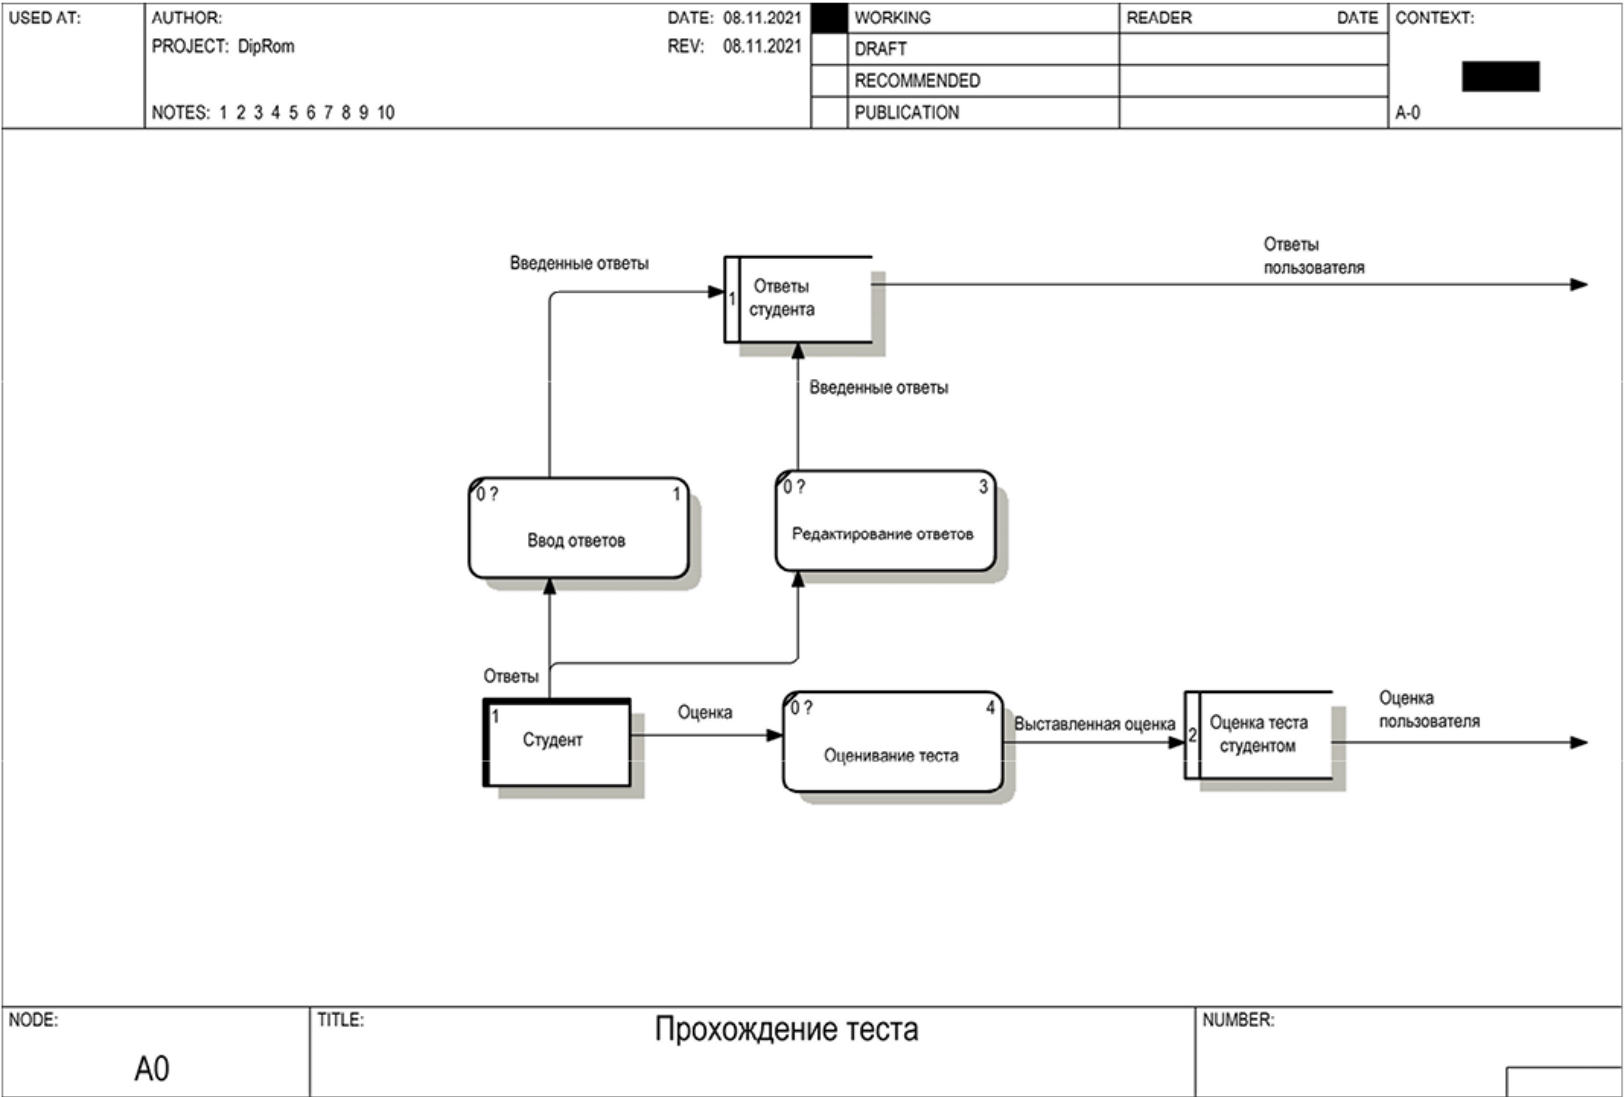 USED AT:
AUTHOR:
DATE: 08.11.2021
WORKING
READER
DATE
CONTEXT:
PROJECT: DipRom
REV: 08.11.2021
DRAFT
RECOMMENDED
NOTES: 1 2 3 4 5 6 7 8 9 10
PUBLICATION
A-0
Ответы
пользователя
Введенные ответы
1
Ответы
студента
Введенные ответы
0 ?
1
Ввод ответов
0 ?
3
Редактирование ответов
Ответы
1
Студент
Оценка
0 ?
4
Оценивание теста
Выставленная оценка
2
Оценка теста
студентом
Оценка
пользователя
NODE:
A0
TITLE:
Прохождение теста
NUMBER: